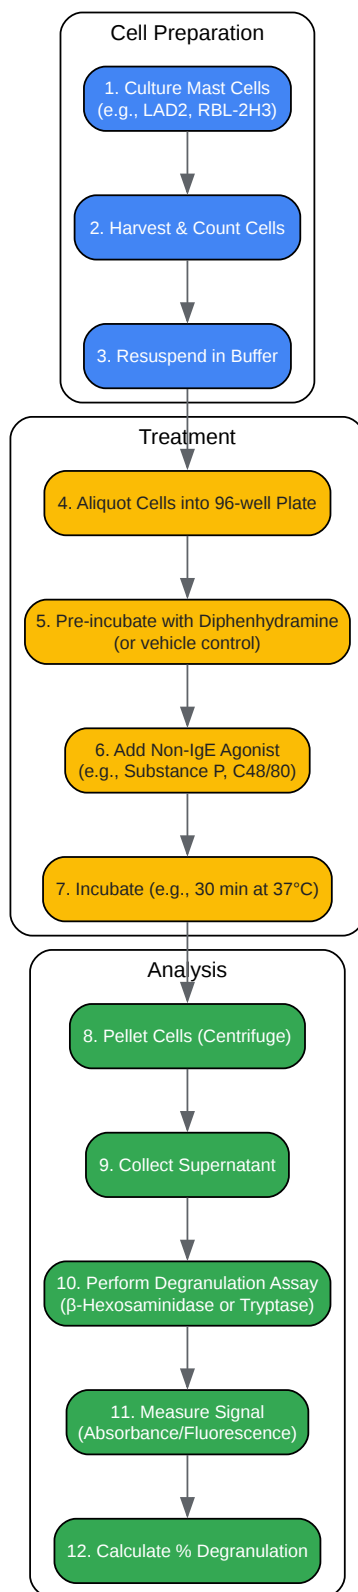 Cell Preparation
1. Culture Mast Cells
(e.g., LAD2, RBL-2H3)
2. Harvest & Count Cells
3. Resuspend in Buffer
Treatment
4. Aliquot Cells into 96-well Plate
5. Pre-incubate with Diphenhydramine
(or vehicle control)
6. Add Non-IgE Agonist
(e.g., Substance P, C48/80)
7. Incubate (e.g., 30 min at 37°C)
Analysis
8. Pellet Cells (Centrifuge)
9. Collect Supernatant
10. Perform Degranulation Assay
(β-Hexosaminidase or Tryptase)
11. Measure Signal
(Absorbance/Fluorescence)
12. Calculate % Degranulation